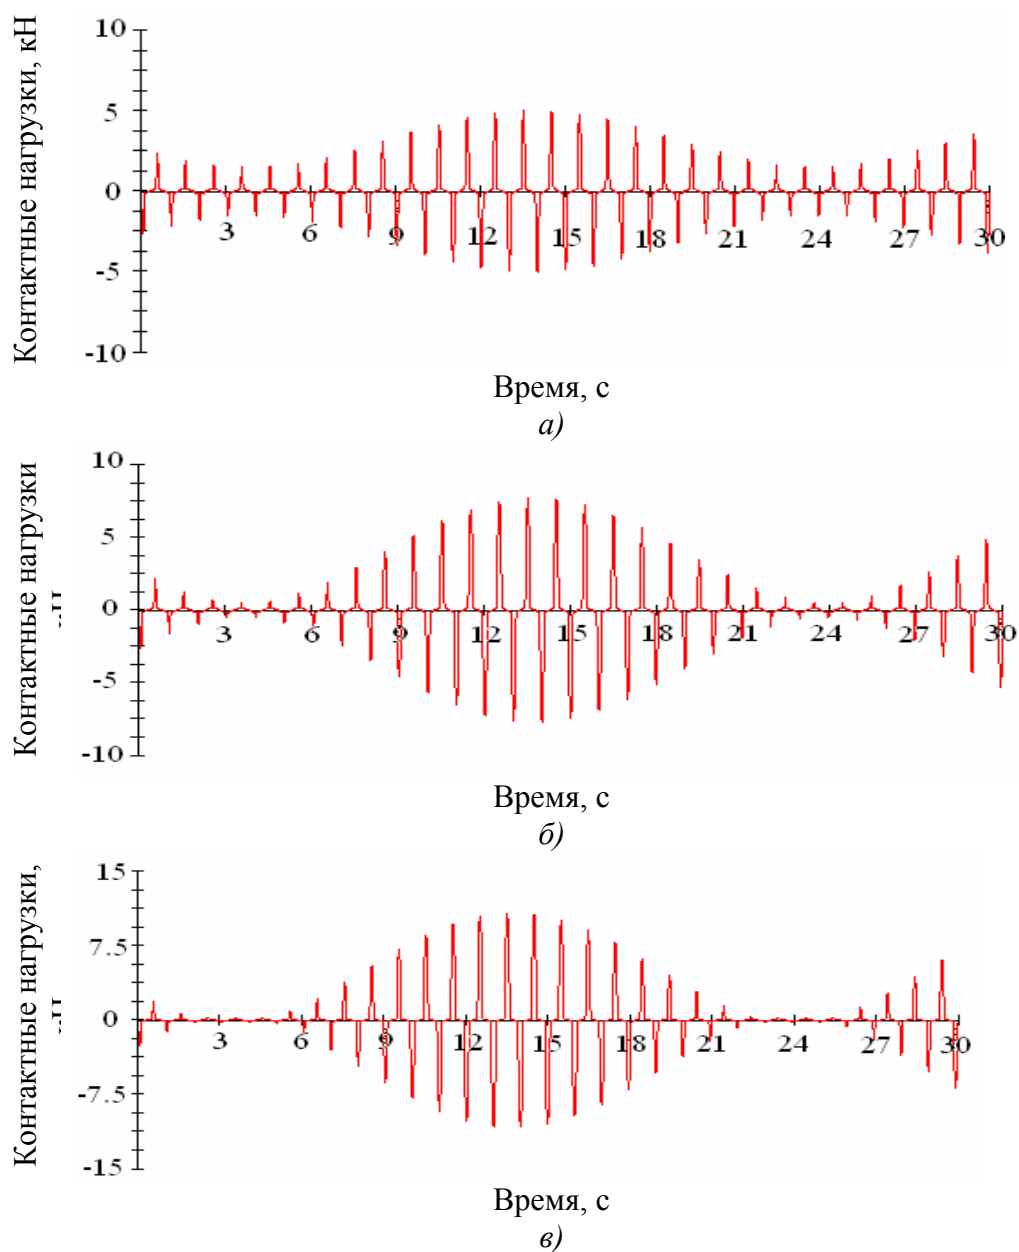 Контактные нагрузки, кН
10
5
0
-5
-10
3 6 9 12 15 18 21 24 27 30
Время, с
а)
Контактные нагрузки
10
5
0
-5
-10
3 6 9 12 15 18 21 24 27 30
Время, с
б)
Контактные нагрузки,
15
7.5
0
-7.5
-15
3 6 9 12 15 18 21 24 27 30
Время, с
в)